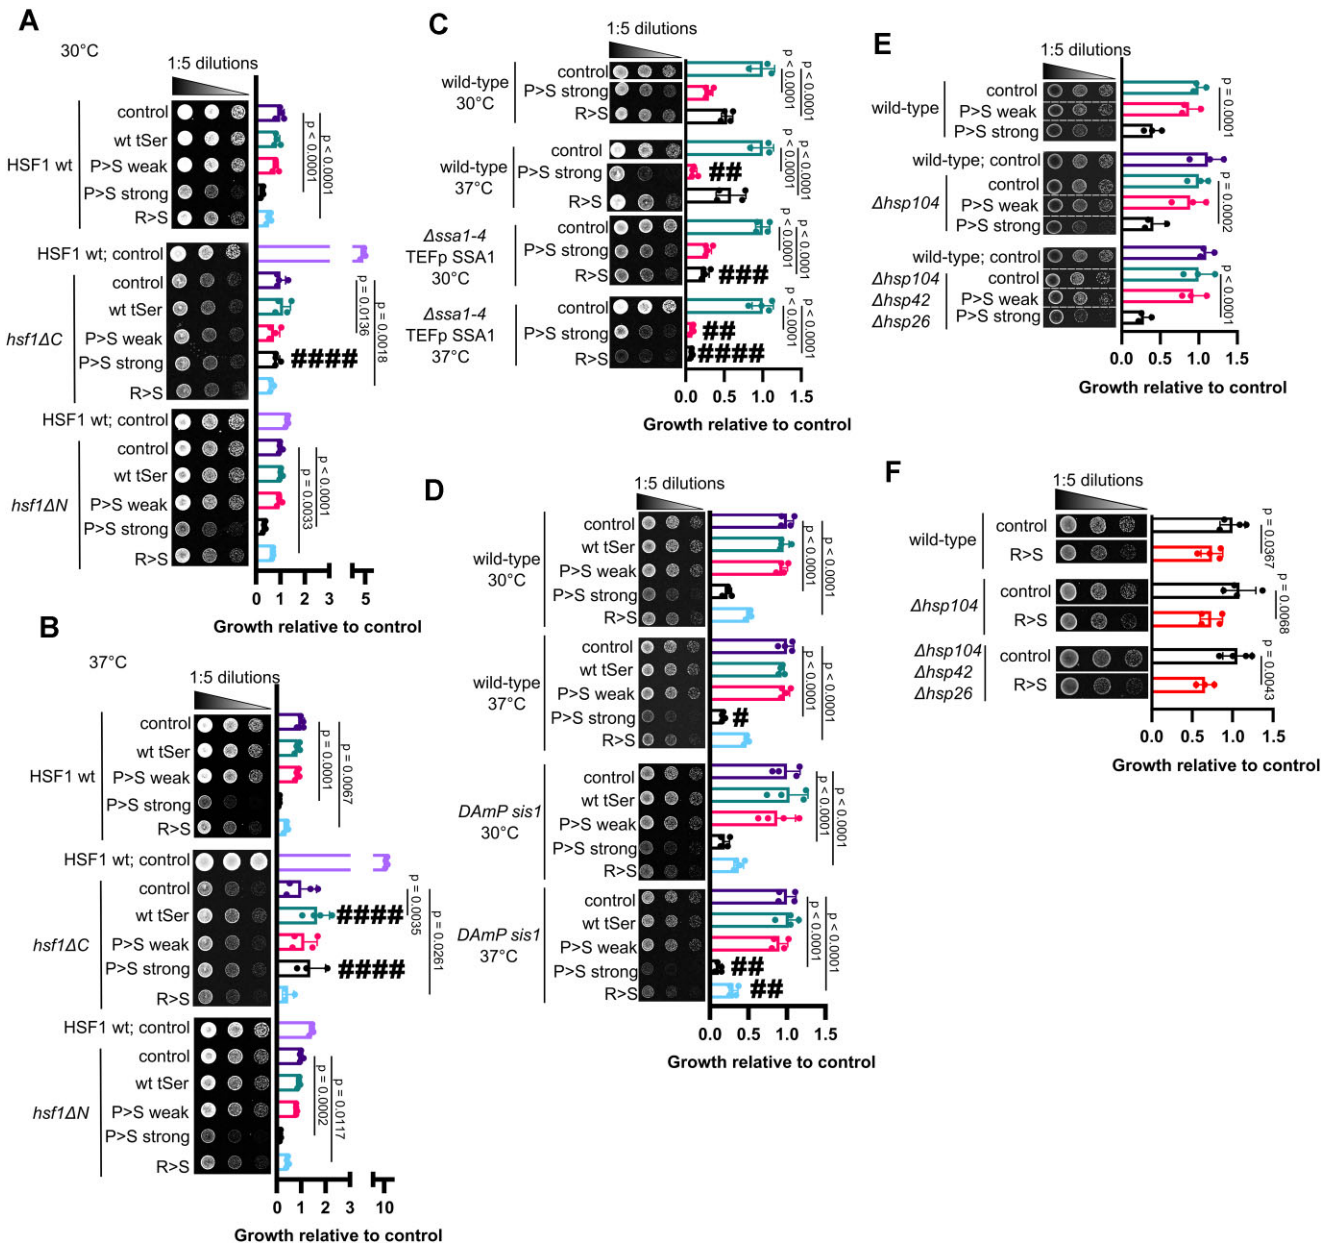 A
30°C
1:5 dilutions
HSF1 wt
control
wt tSer
P>S weak
P>S strong
R>S
p < 0.0001
p < 0.0001
HSF1 wt; control
hsf1ΔC
control
wt tSer
P>S weak
P>S strong
####
R>S
p = 0.0136
p = 0.0018
HSF1 wt; control
hsf1ΔN
control
wt tSer
P>S weak
P>S strong
R>S
p = 0.0033
p < 0.0001
0 1 2 3 5
Growth relative to control
B
37°C
1:5 dilutions
HSF1 wt
control
wt tSer
P>S weak
P>S strong
R>S
p = 0.0001
p = 0.0067
HSF1 wt; control
hsf1ΔC
control
wt tSer
####
P>S weak
P>S strong
####
R>S
p = 0.0035
p = 0.0261
HSF1 wt; control
hsf1ΔN
control
wt tSer
P>S weak
P>S strong
R>S
p = 0.0002
p = 0.0117
0 1 2 3 10
Growth relative to control
C
1:5 dilutions
wild-type
30°C
control
P>S strong
R>S
p < 0.0001
p < 0.0001
wild-type
37°C
control
P>S strong
##
R>S
p < 0.0001
p < 0.0001
Δssa1-4
TEFp SSA1
30°C
control
P>S strong
R>S
###
p < 0.0001
p < 0.0001
Δssa1-4
TEFp SSA1
37°C
control
P>S strong
##
R>S
####
p < 0.0001
p < 0.0001
0.0 0.5 1.0 1.5
Growth relative to control
D
1:5 dilutions
wild-type
30°C
control
wt tSer
P>S weak
P>S strong
R>S
p < 0.0001
p < 0.0001
wild-type
37°C
control
wt tSer
P>S weak
P>S strong
#
R>S
p < 0.0001
p < 0.0001
DAmP sis1
30°C
control
wt tSer
P>S weak
P>S strong
R>S
p < 0.0001
p < 0.0001
DAmP sis1
37°C
control
wt tSer
P>S weak
P>S strong
##
R>S
##
p < 0.0001
p < 0.0001
0.0 0.5 1.0 1.5
Growth relative to control
E
1:5 dilutions
wild-type
control
P>S weak
P>S strong
p = 0.0001
wild-type; control
Δhsp104
control
P>S weak
P>S strong
p = 0.0002
wild-type; control
Δhsp104
Δhsp42
Δhsp26
control
P>S weak
P>S strong
p < 0.0001
0.0 0.5 1.0 1.5
Growth relative to control
F
1:5 dilutions
wild-type
control
R>S
p = 0.0367
Δhsp104
control
R>S
p = 0.0068
Δhsp104
Δhsp42
Δhsp26
control
R>S
p = 0.0043
0.0 0.5 1.0 1.5
Growth relative to control